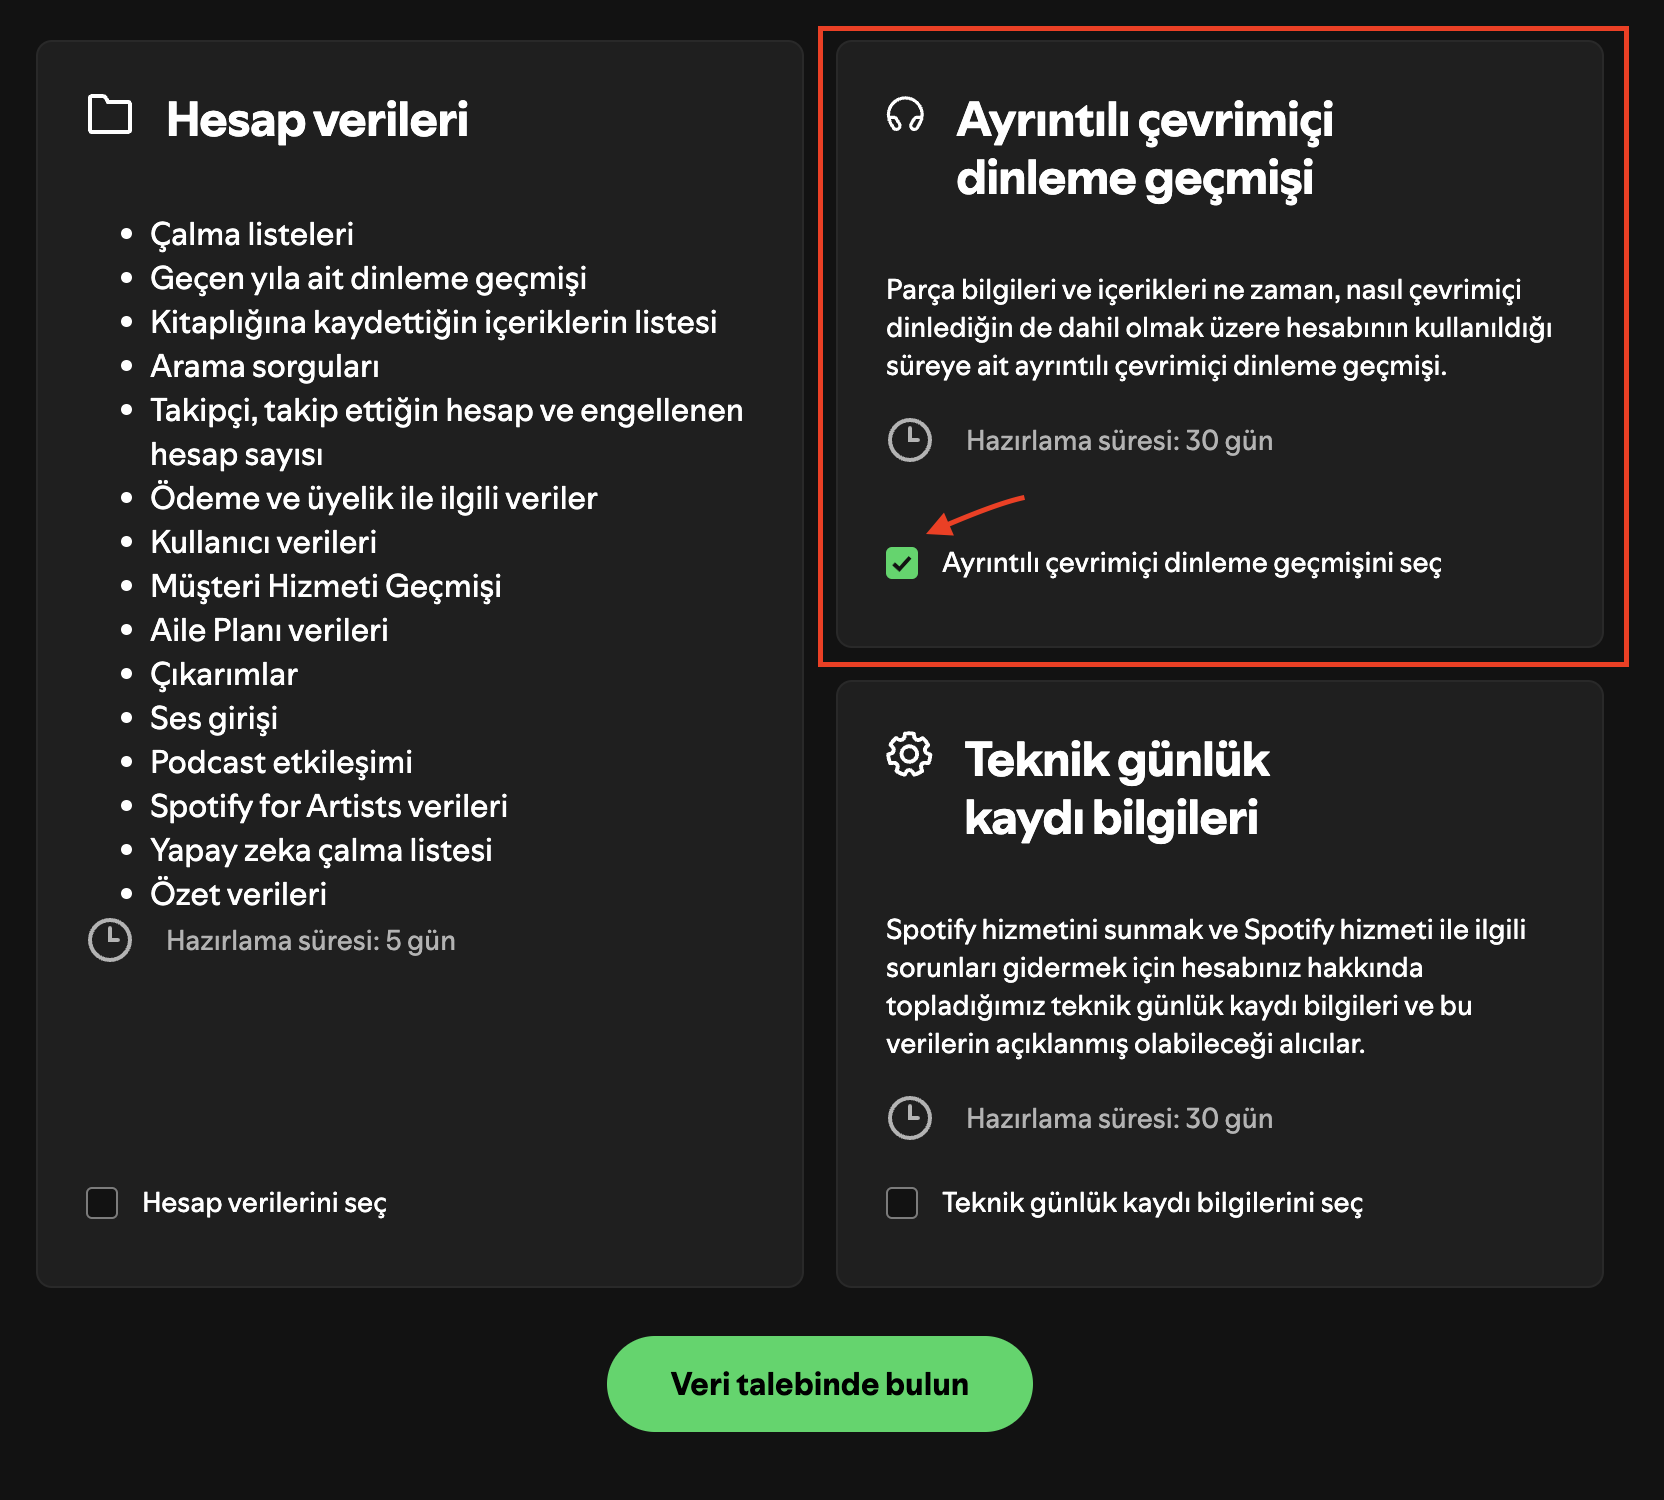 Hesap verileri
• Çalma listeleri
• Geçen yıla ait dinleme geçmişi
• Kitaplığına kaydettiğin içeriklerin listesi
• Arama sorguları
• Takipçi, takip ettiğin hesap ve engellenen
hesap sayısı
• Ödeme ve üyelik ile ilgili veriler
• Kullanıcı verileri
• Müşteri Hizmeti Geçmişi
• Aile Planı verileri
• Çıkarımlar
• Ses girişi
• Podcast etkileşimi
• Spotify for Artists verileri
• Yapay zeka çalma listesi
• Özet verileri
Hazırlama süresi: 5 gün
Hesap verilerini seç
Ayrıntılı çevrimiçi
dinleme geçmişi
Parça bilgileri ve içerikleri ne zaman, nasıl çevrimiçi
dinlediğin de dahil olmak üzere hesabının kullanıldığı
süreye ait ayrıntılı çevrimiçi dinleme geçmişi.
Hazırlama süresi: 30 gün
Ayrıntılı çevrimiçi dinleme geçmişini seç
Teknik günlük
kaydı bilgileri
Spotify hizmetini sunmak ve Spotify hizmeti ile ilgili
sorunları gidermek için hesabınız hakkında
topladığımız teknik günlük kaydı bilgileri ve bu
verilerin açıklanmış olabileceği alıcılar.
Hazırlama süresi: 30 gün
Teknik günlük kaydı bilgilerini seç
Veri talebinde bulun